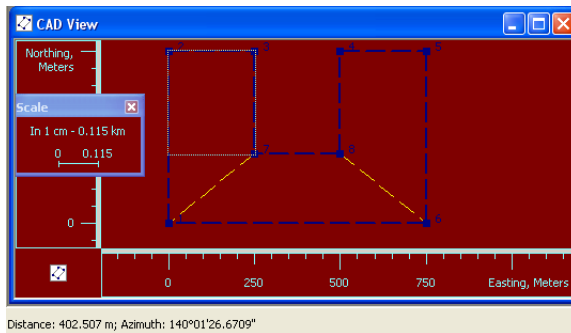 CAD View
Northing,
Meters
3
4
5
Scale
In 1 cm - 0.115 km
0 0.115
7
8
0
6
0 250 500 750 Easting, Meters
Distance: 402.507 m; Azimuth: 140°01'26.6709"